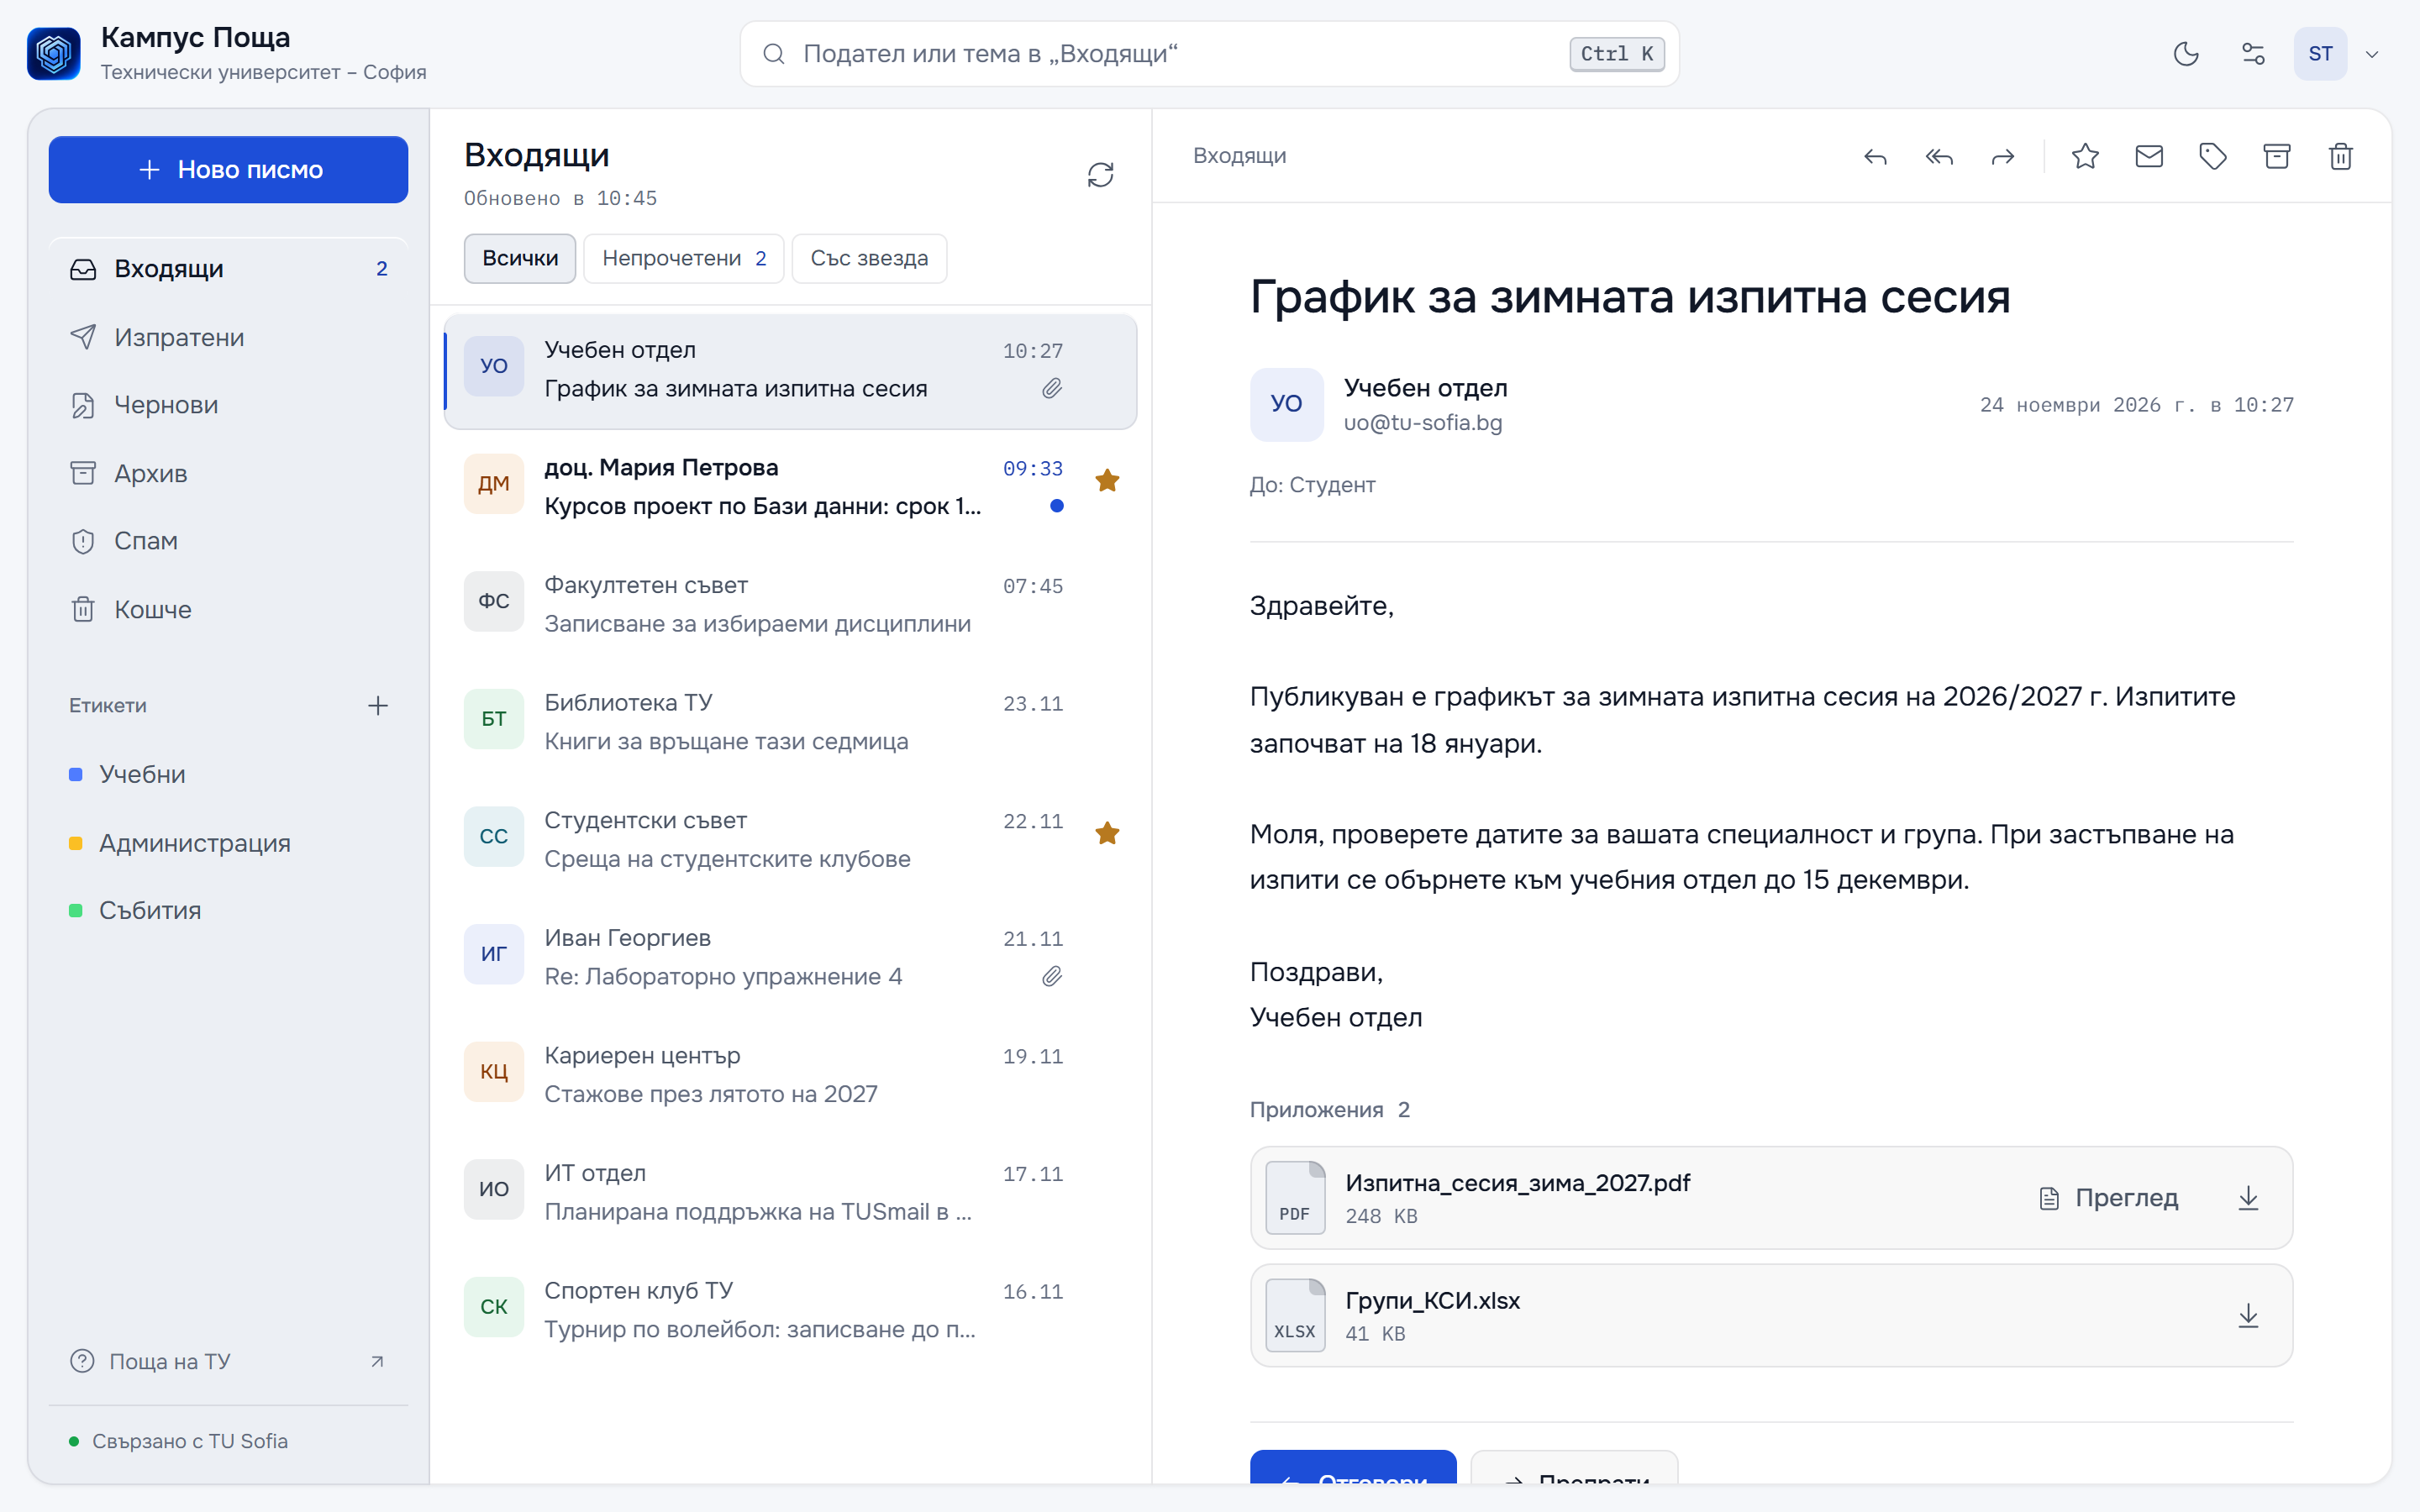 Кампус Поща
Технически университет – София
Подател или тема в „Входящи“
Ctrl K
ST
Ново писмо
Входящи 2
Изпратени
Чернови
Архив
Спам
Кошче
Етикети
Учебни
Администрация
Събития
Поща на ТУ
Свързано с TU Sofia
Входящи
Обновено в 10:45
Всички
Непрочетени 2
Със звезда
УО
Учебен отдел 10:27
График за зимната изпитна сесия
ДМ
доц. Мария Петрова 09:33
Курсов проект по Бази данни: срок 1...
ФС
Факултетен съвет 07:45
Записване за избираеми дисциплини
БТ
Библиотека ТУ 23.11
Книги за връщане тази седмица
СС
Студентски съвет 22.11
Среща на студентските клубове
ИГ
Иван Георгиев 21.11
Re: Лабораторно упражнение 4
КЦ
Кариерен център 19.11
Стажове през лятото на 2027
ИО
ИТ отдел 17.11
Планирана поддръжка на TUSmail в ...
СК
Спортен клуб ТУ 16.11
Турнир по волейбол: записване до п...
Входящи
График за зимната изпитна сесия
УО
Учебен отдел
uo@tu-sofia.bg
24 ноември 2026 г. в 10:27
До: Студент
Здравейте,
Публикуван е графикът за зимната изпитна сесия на 2026/2027 г. Изпитите
започват на 18 януари.
Моля, проверете датите за вашата специалност и група. При застъпване на
изпити се обърнете към учебния отдел до 15 декември.
Поздрави,
Учебен отдел
Приложения 2
PDF
Изпитна_сесия_зима_2027.pdf
248 KB
Преглед
XLSX
Групи_КСИ.xlsx
41 KB
Отговори
Препрати